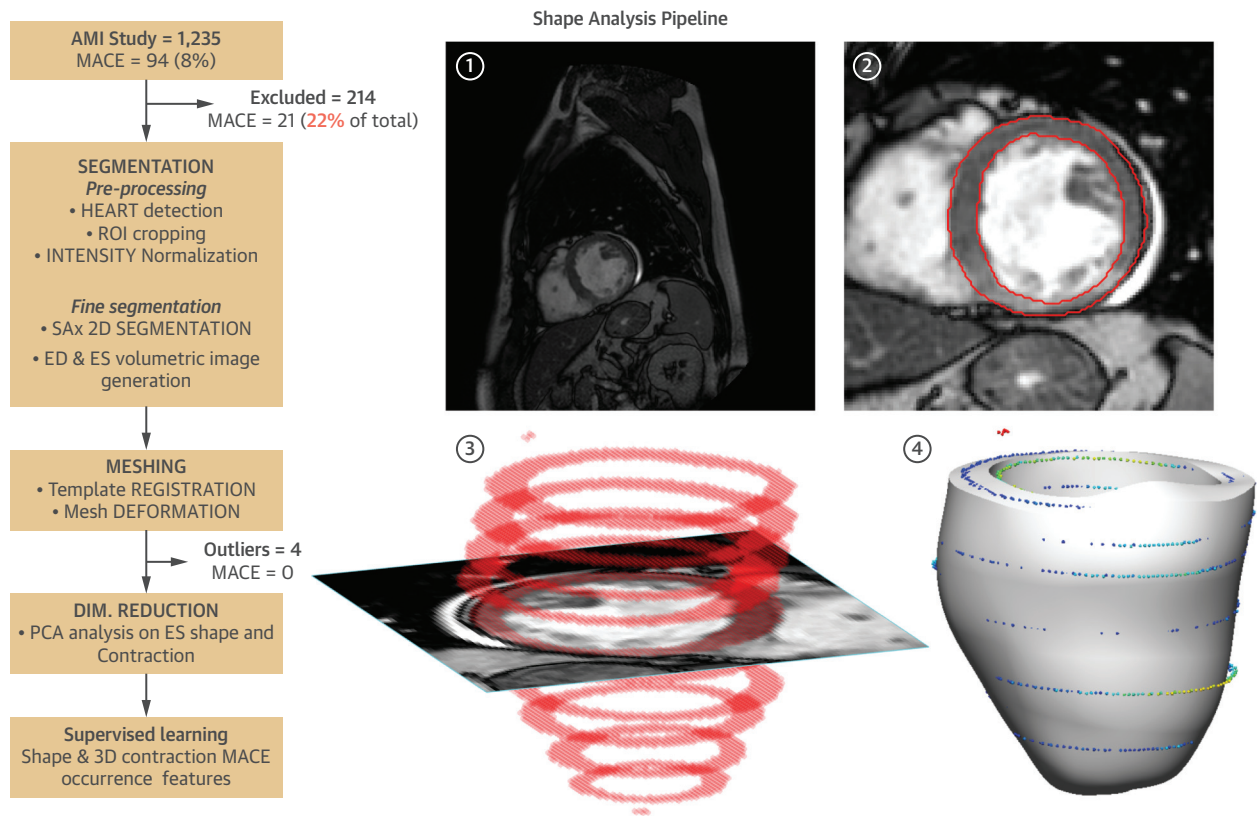 Shape Analysis Pipeline
AMI Study = 1,235
MACE = 94 (8%)
Excluded = 214
MACE = 21 (22% of total)
SEGMENTATION
Pre-processing
• HEART detection
• ROI cropping
• INTENSITY Normalization
Fine segmentation
• SAx 2D SEGMENTATION
• ED & ES volumetric image
generation
MESHING
• Template REGISTRATION
• Mesh DEFORMATION
Outliers = 4
MACE = 0
DIM. REDUCTION
• PCA analysis on ES shape and
Contraction
Supervised learning
Shape & 3D contraction MACE
occurrence features
1
2
3
4